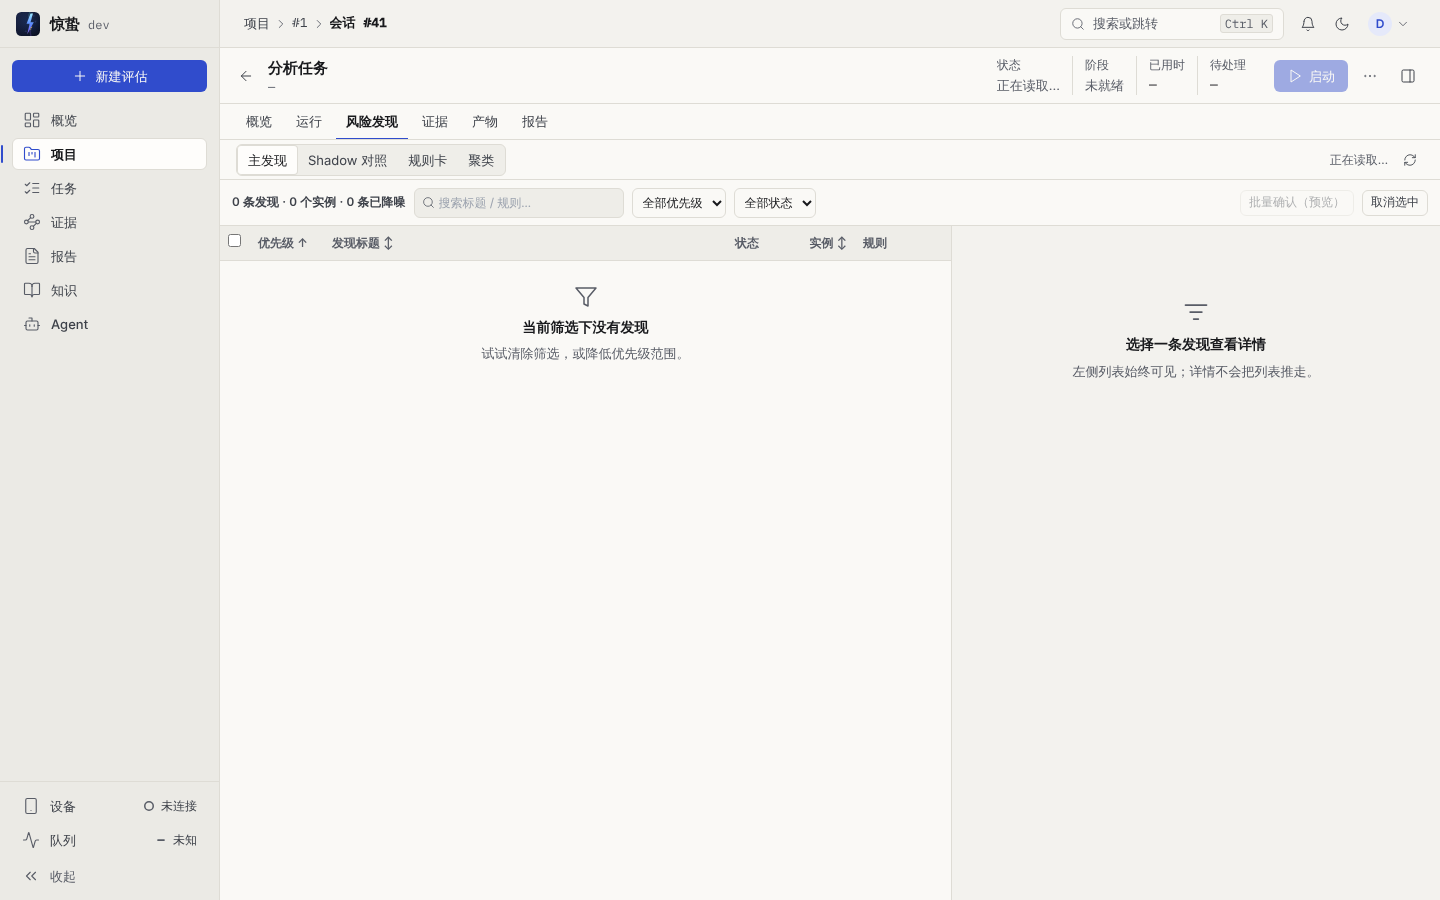 惊蛰 dev
项目 #1 会话 #41
搜索或跳转 Ctrl K
D
新建评估
概览
项目
任务
证据
报告
知识
Agent
设备 未连接
队列 – 未知
收起
分析任务
–
状态 阶段 已用时 待处理
正在读取... 未就绪 – –
启动
概览 运行 风险发现 证据 产物 报告
主发现 Shadow 对照 规则卡 聚类
正在读取...
0 条发现 · 0 个实例 · 0 条已降噪
搜索标题 / 规则...
全部优先级
全部状态
批量确认（预览）
取消选中
优先级 发现标题 状态 实例 规则
当前筛选下没有发现
试试清除筛选，或降低优先级范围。
选择一条发现查看详情
左侧列表始终可见；详情不会把列表推走。